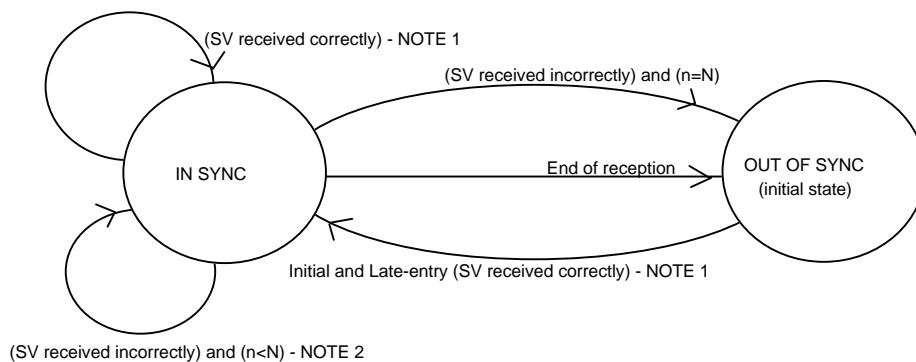 (SV received correctly) - NOTE 1
(SV received incorrectly) and (n=N)
IN SYNC
End of reception
OUT OF SYNC
(initial state)
Initial and Late-entry (SV received correctly) - NOTE 1
(SV received incorrectly) and (n<N) - NOTE 2